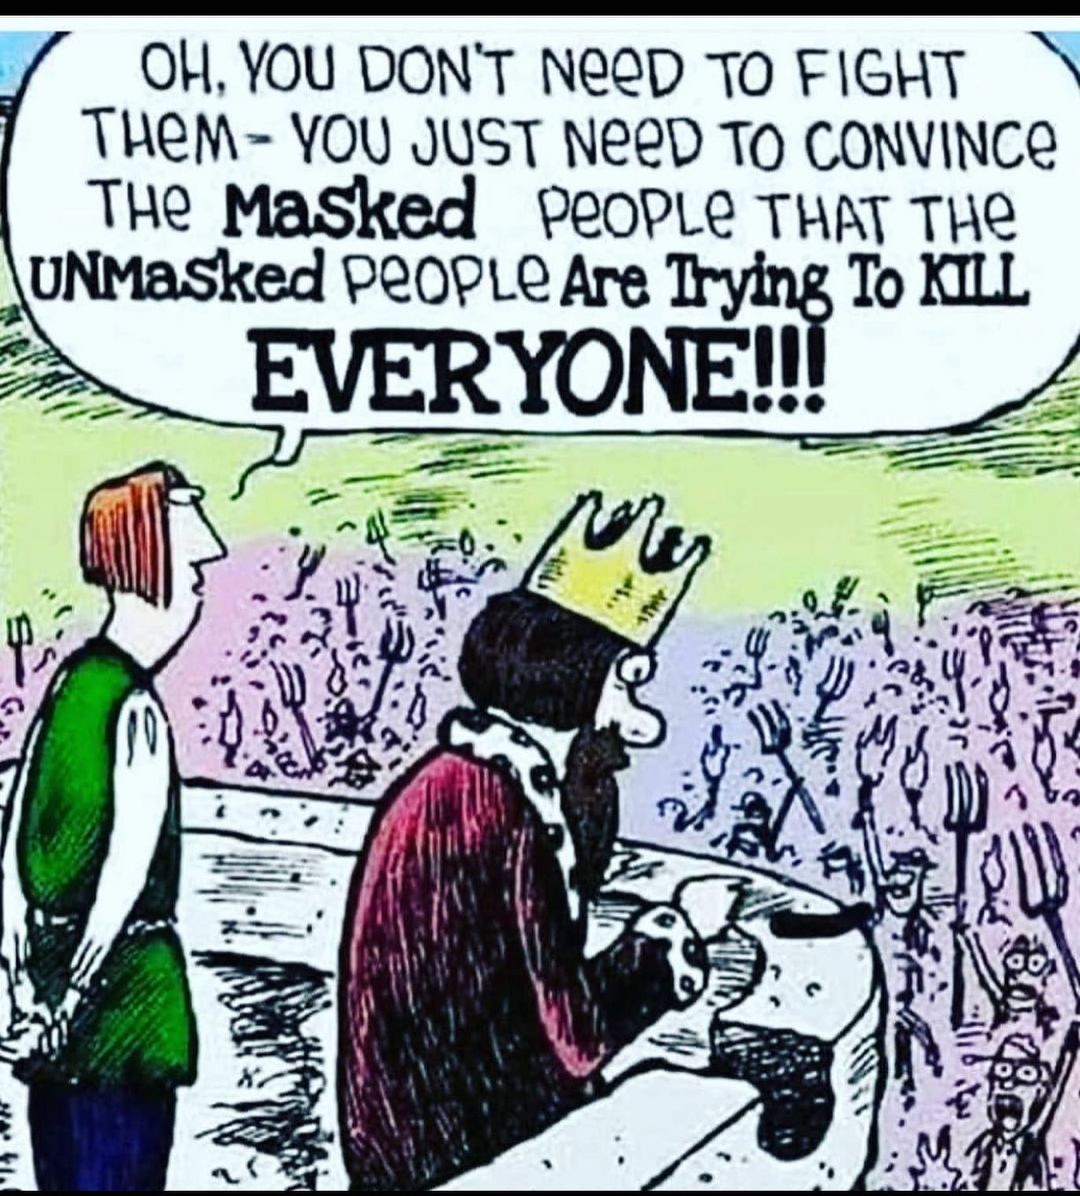 OH, YOU DON'T NeeD TO FIGHT
THeM- YOU JUST NeeD TO CONVINCe
THe Masked PeOPLe THAT THe
UNMasked PeOPLe Are Trying To KILL
EVERYONE!!!